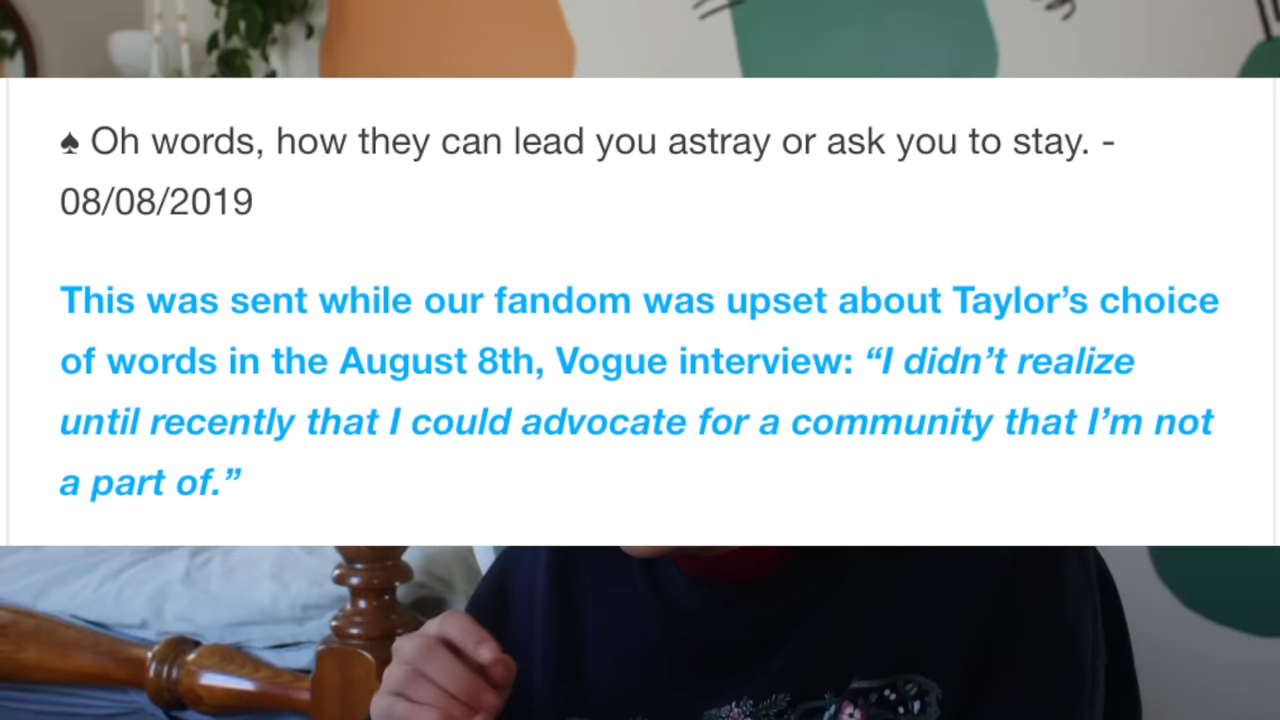 ♠ Oh words, how they can lead you astray or ask you to stay. -
08/08/2019
This was sent while our fandom was upset about Taylor’s choice
of words in the August 8th, Vogue interview: “I didn’t realize
until recently that I could advocate for a community that I’m not
a part of.”